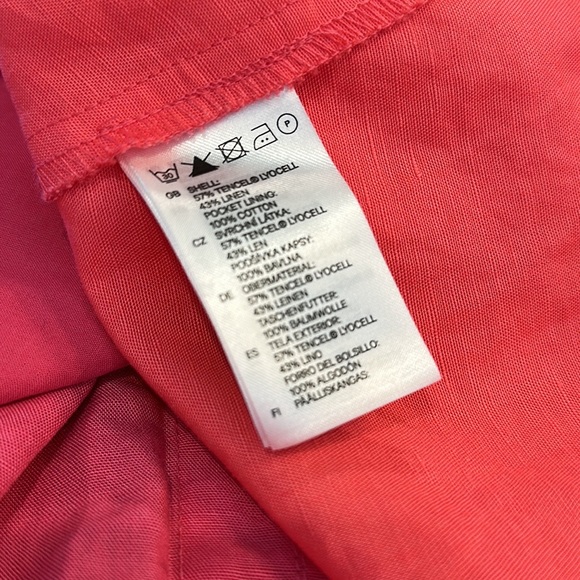 30
P
GB SHELL:
57% TENCEL® LYOCELL
43% LINEN
POCKET LINING:
100% COTTON
CZ SVRCHNÍ LÁTKA:
57% TENCEL® LYOCELL
43% LEN
PODŠÍVKA KAPSY:
100% BAVLNA
DE OBERMATERIAL:
57% TENCEL® LYOCELL
43% LEINEN
TASCHENFUTTER:
100% BAUMWOLLE
ES TELA EXTERIOR:
57% TENCEL® LYOCELL
43% LINO
FORRO DEL BOLSILLO:
100% ALGODÓN
FI PÄÄLLISKANGAS: